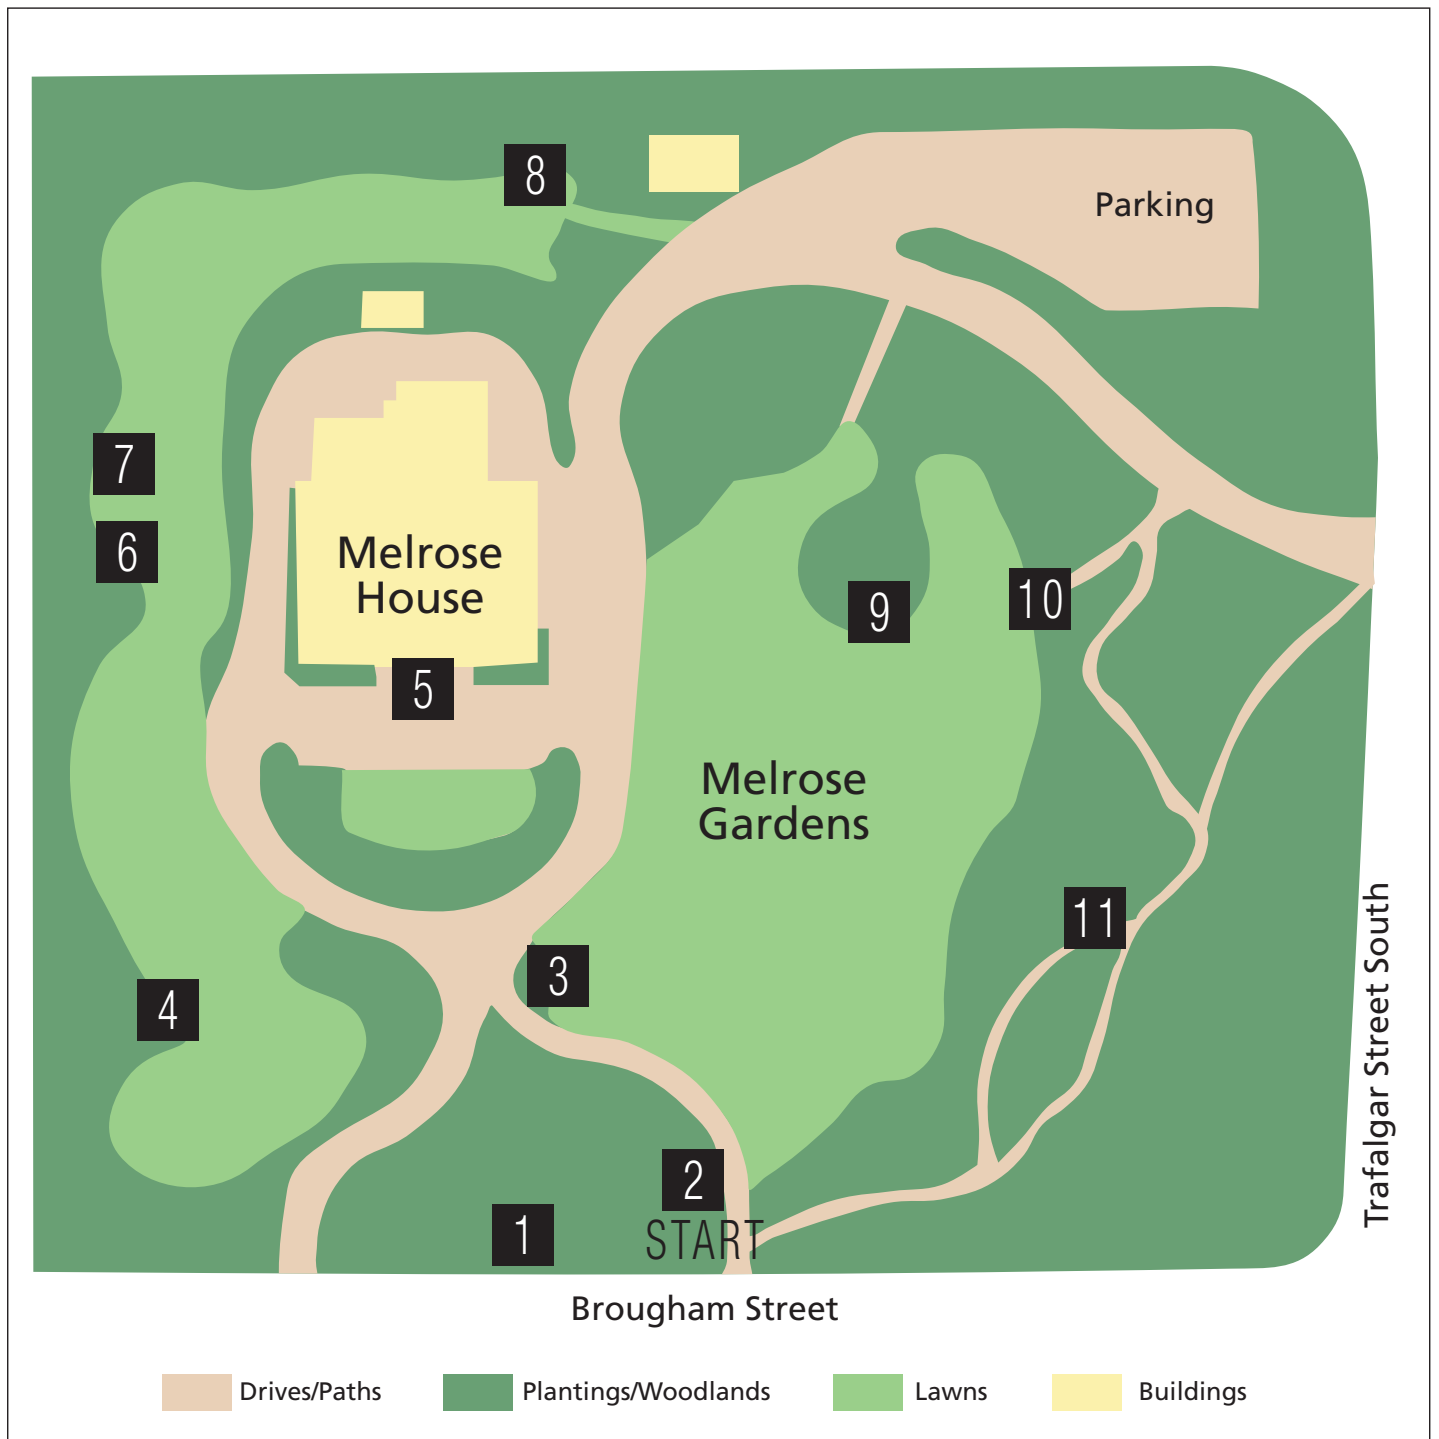 8
Parking
7
6
Melrose
House
10
9
5
Melrose
Gardens
11
3
4
2
1
START
Trafalgar Street South
Brougham Street
Drives/Paths
Plantings/Woodlands
Lawns
Buildings